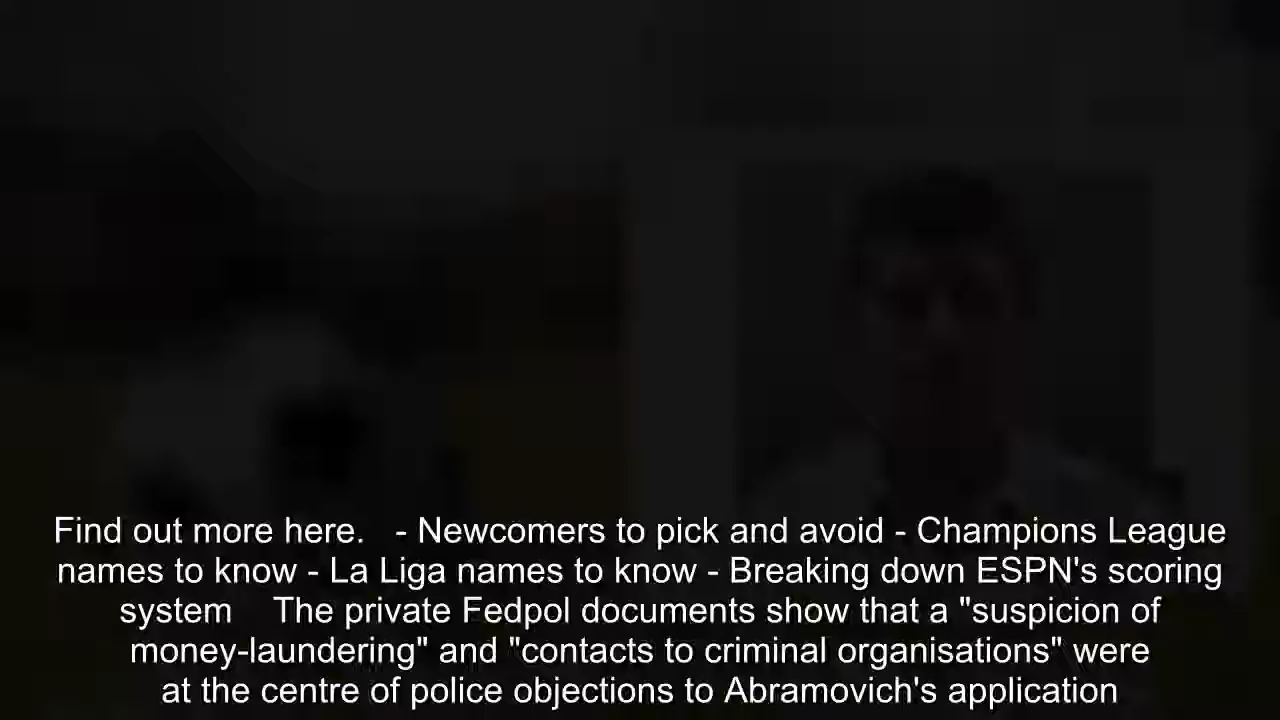 Find out more here.   - Newcomers to pick and avoid - Champions League
names to know - La Liga names to know - Breaking down ESPN's scoring
system    The private Fedpol documents show that a "suspicion of
money-laundering" and "contacts to criminal organisations" were
at the centre of police objections to Abramovich's application